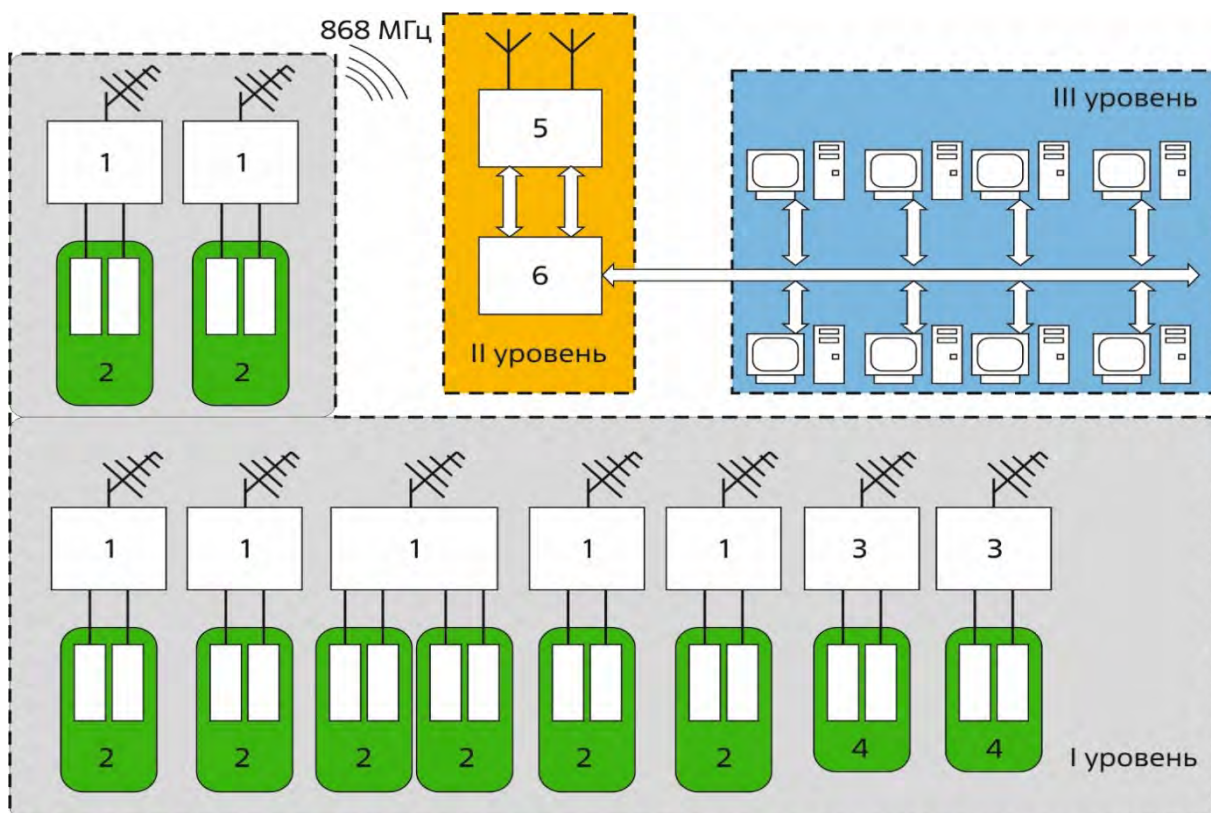 868 МГц
III уровень
1 1
5
2 2
6
II уровень
1 1 1 1 1 3 3
2 2 2 2 2 2 4 4
I уровень